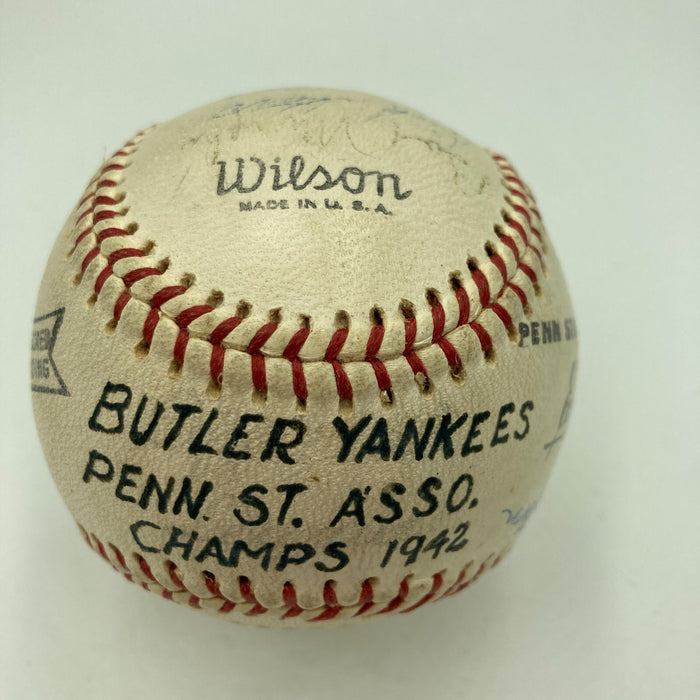 Wilson
MADE IN U.S.A.
PENN ST
BUTLER YANKEES
PENN. ST. ASSO.
CHAMPS 1942